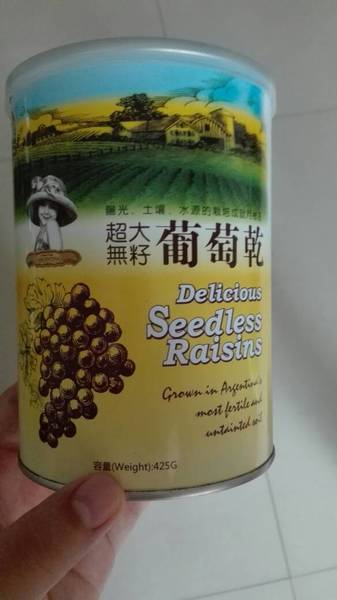 陽光、土壤、水源的栽培成就
超大
無籽
葡萄乾
Delicious
Seedless
Raisins
Grown in Argentina's
most fertile and
untainted soil
容量(Weight):425G